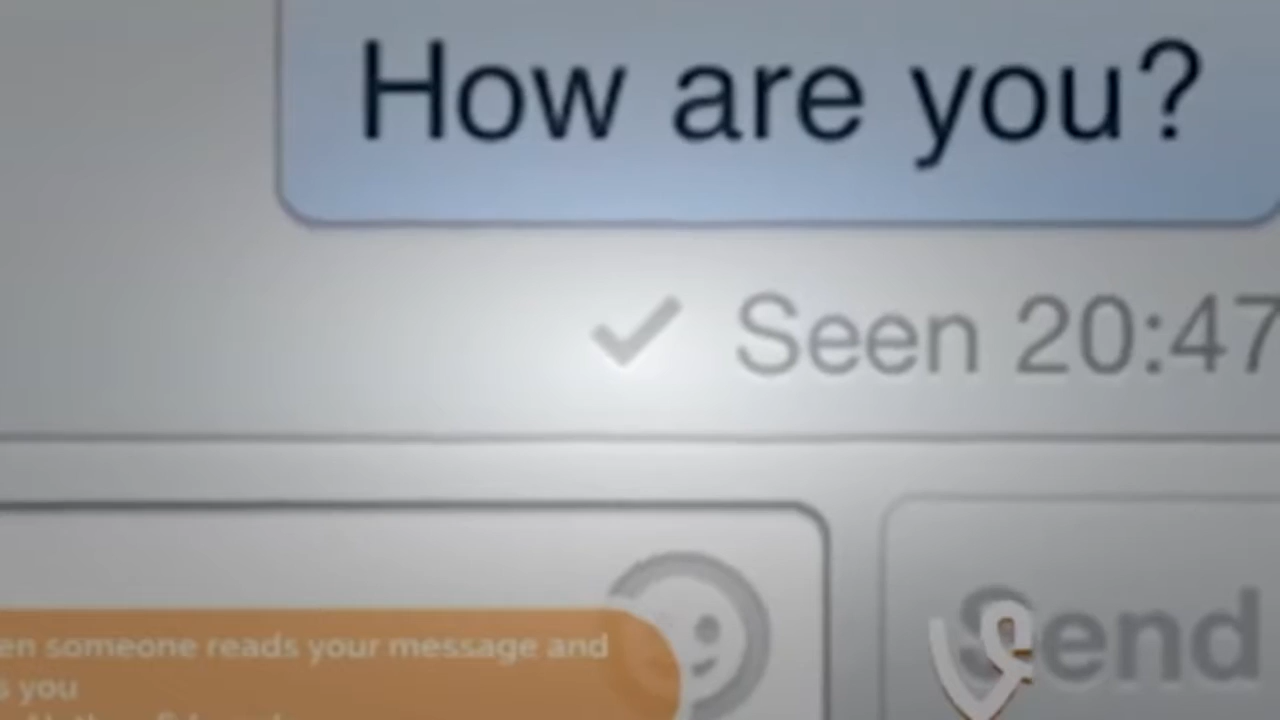 How are you?
Seen 20:47
Send
en someone reads your message and
s you